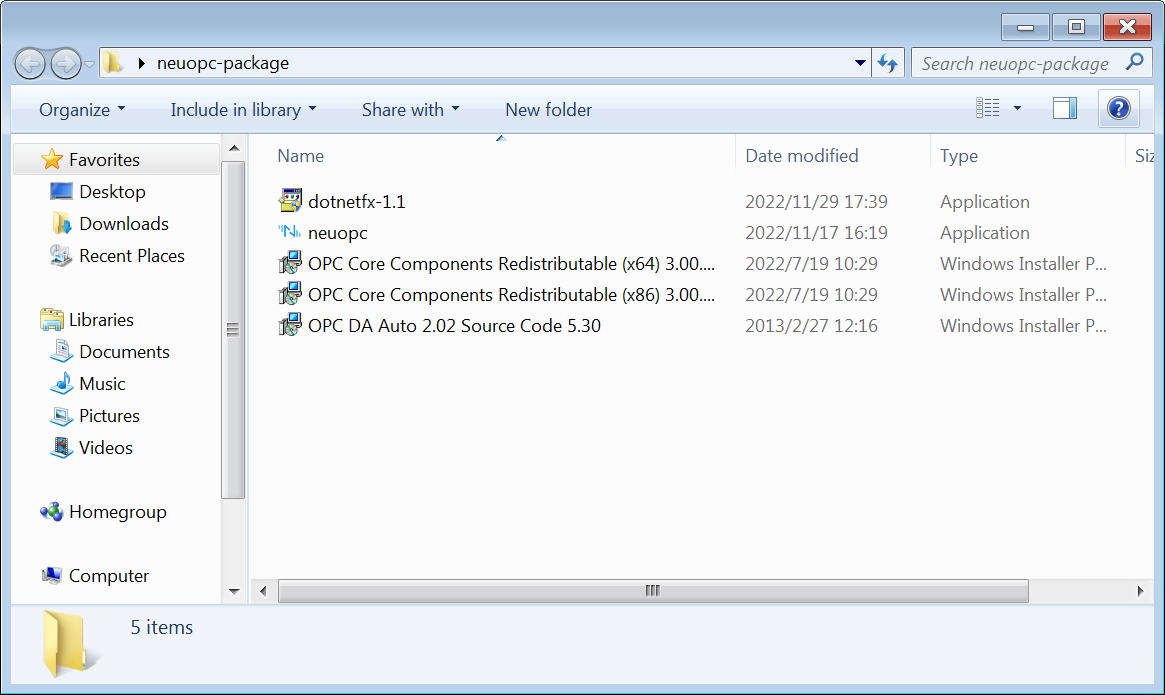 neuopc-package
Search neuopc-package
Organize Include in library Share with New folder
Favorites
Desktop
Downloads
Recent Places
Libraries
Documents
Music
Pictures
Videos
Homegroup
Computer
Name Date modified Type Siz
dotnetfx-1.1 2022/11/29 17:39 Application
neuopc 2022/11/17 16:19 Application
OPC Core Components Redistributable (x64) 3.00.... 2022/7/19 10:29 Windows Installer P...
OPC Core Components Redistributable (x86) 3.00.... 2022/7/19 10:29 Windows Installer P...
OPC DA Auto 2.02 Source Code 5.30 2013/2/27 12:16 Windows Installer P...
5 items